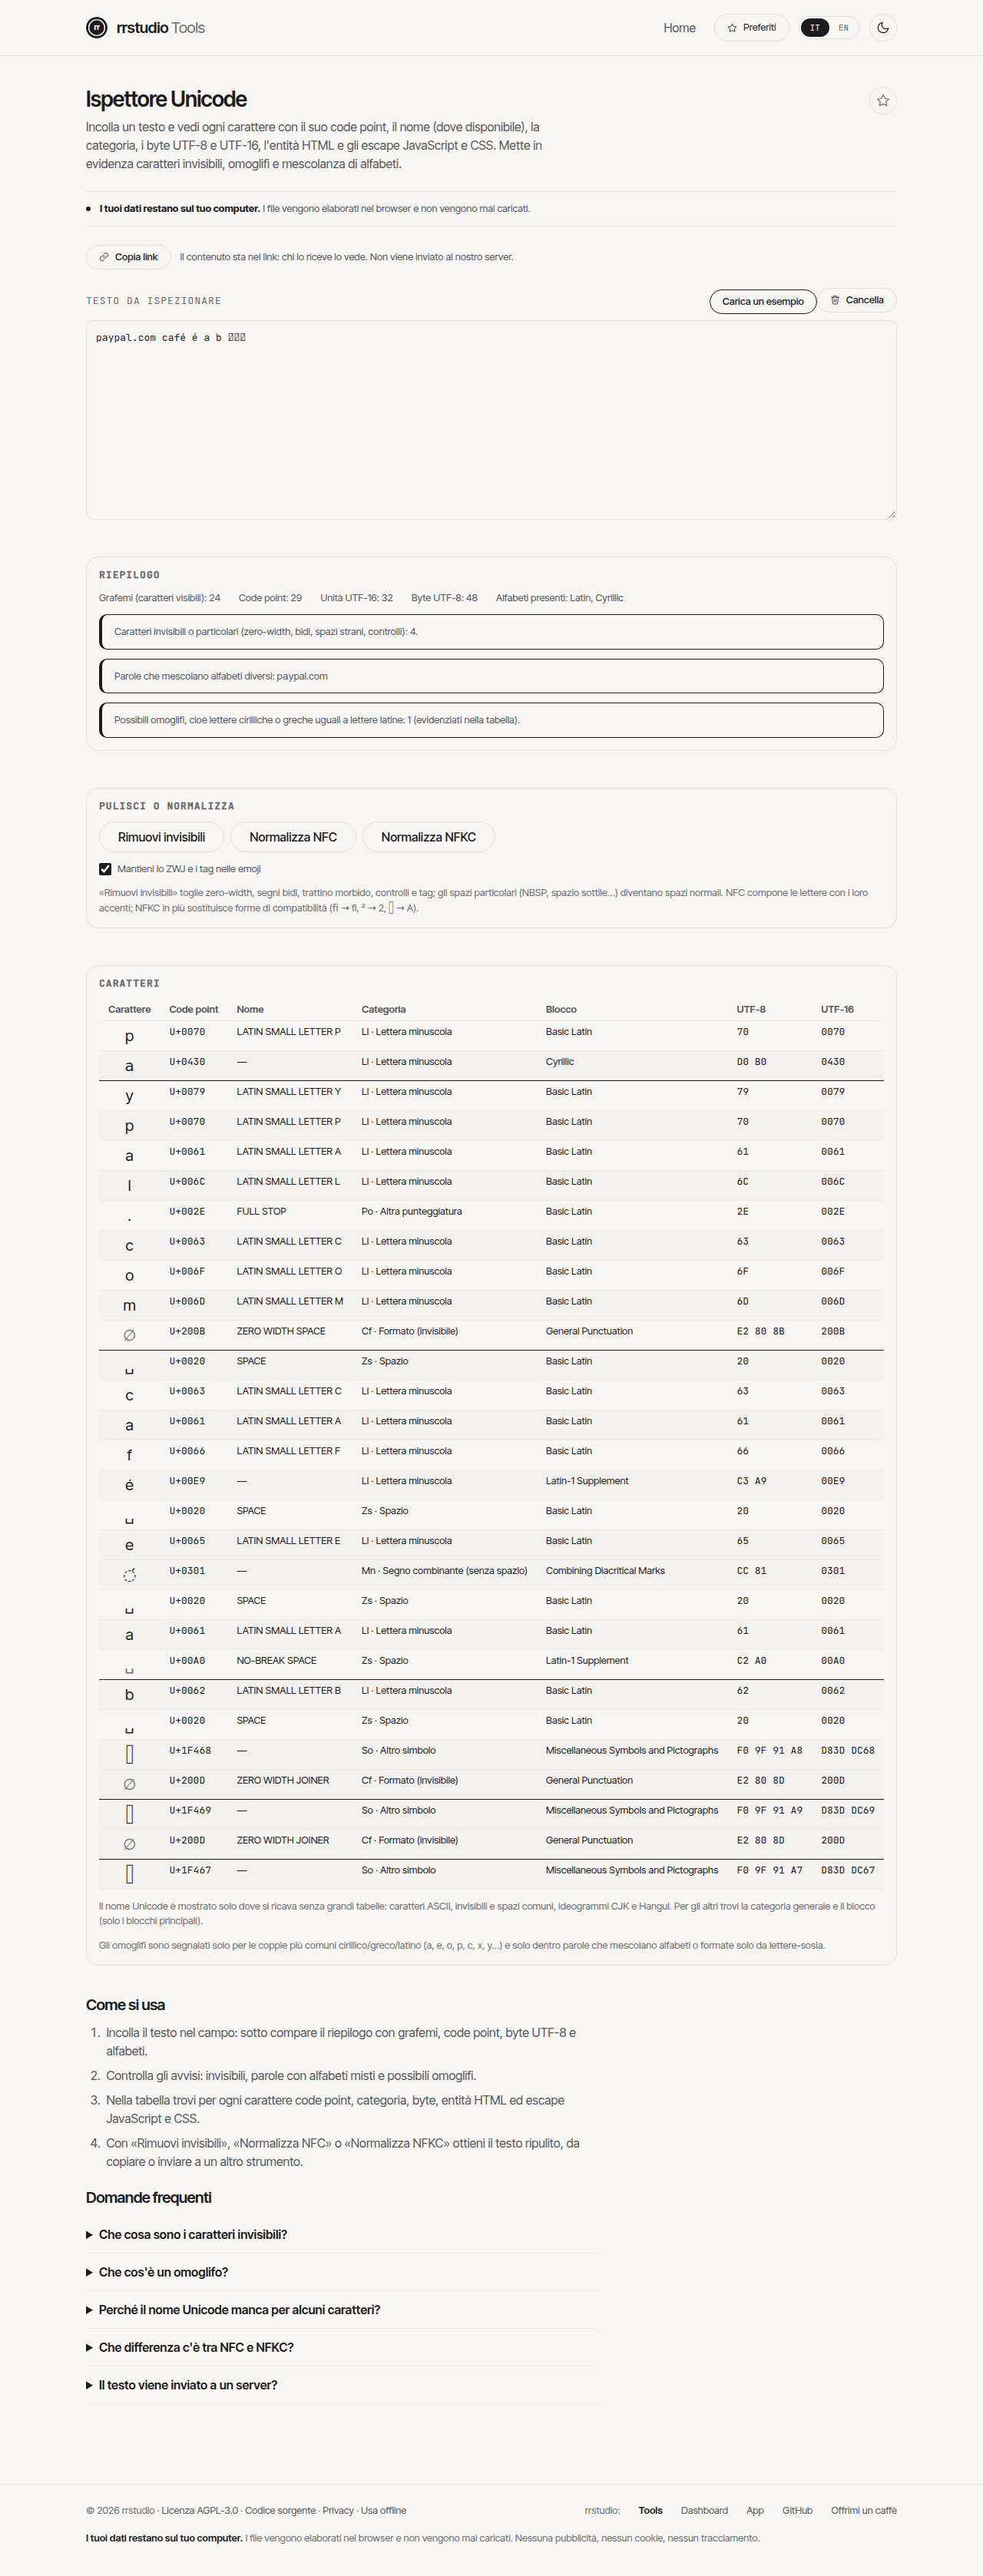 rr rrstudio Tools Home Preferiti IT EN
Ispettore Unicode
Incolla un testo e vedi ogni carattere con il suo code point, il nome (dove disponibile), la
categoria, i byte UTF-8 e UTF-16, l'entità HTML e gli escape JavaScript e CSS. Mette in
evidenza caratteri invisibili, omoglifi e mescolanza di alfabeti.
I tuoi dati restano sul tuo computer. I file vengono elaborati nel browser e non vengono mai caricati.
Copia link Il contenuto sta nel link: chi lo riceve lo vede. Non viene inviato al nostro server.
TESTO DA ISPEZIONARE Carica un esempio Cancella
paypal.com café é a b
RIEPILOGO
Grafemi (caratteri visibili): 24 Code point: 29 Unità UTF-16: 32 Byte UTF-8: 48 Alfabeti presenti: Latin, Cyrillic
Caratteri invisibili o particolari (zero-width, bidi, spazi strani, controlli): 4.
Parole che mescolano alfabeti diversi: paypal.com
Possibili omoglifi, cioè lettere cirilliche o greche uguali a lettere latine: 1 (evidenziati nella tabella).
PULISCI O NORMALIZZA
Rimuovi invisibili Normalizza NFC Normalizza NFKC
Mantieni lo ZWJ e i tag nelle emoji
«Rimuovi invisibili» toglie zero-width, segni bidi, trattino morbido, controlli e tag; gli spazi particolari (NBSP, spazio sottile…) diventano spazi normali. NFC compone le lettere con i loro
accenti; NFKC in più sostituisce forme di compatibilità (ﬁ → fi, ² → 2, → A).
CARATTERI
Carattere Code point Nome Categoria Blocco UTF-8 UTF-16
p U+0070 LATIN SMALL LETTER P Ll · Lettera minuscola Basic Latin 70 0070
а U+0430 — Ll · Lettera minuscola Cyrillic D0 B0 0430
y U+0079 LATIN SMALL LETTER Y Ll · Lettera minuscola Basic Latin 79 0079
p U+0070 LATIN SMALL LETTER P Ll · Lettera minuscola Basic Latin 70 0070
a U+0061 LATIN SMALL LETTER A Ll · Lettera minuscola Basic Latin 61 0061
l U+006C LATIN SMALL LETTER L Ll · Lettera minuscola Basic Latin 6C 006C
. U+002E FULL STOP Po · Altra punteggiatura Basic Latin 2E 002E
c U+0063 LATIN SMALL LETTER C Ll · Lettera minuscola Basic Latin 63 0063
o U+006F LATIN SMALL LETTER O Ll · Lettera minuscola Basic Latin 6F 006F
m U+006D LATIN SMALL LETTER M Ll · Lettera minuscola Basic Latin 6D 006D
∅ U+200B ZERO WIDTH SPACE Cf · Formato (invisibile) General Punctuation E2 80 8B 200B
␣ U+0020 SPACE Zs · Spazio Basic Latin 20 0020
c U+0063 LATIN SMALL LETTER C Ll · Lettera minuscola Basic Latin 63 0063
a U+0061 LATIN SMALL LETTER A Ll · Lettera minuscola Basic Latin 61 0061
f U+0066 LATIN SMALL LETTER F Ll · Lettera minuscola Basic Latin 66 0066
é U+00E9 — Ll · Lettera minuscola Latin-1 Supplement C3 A9 00E9
␣ U+0020 SPACE Zs · Spazio Basic Latin 20 0020
e U+0065 LATIN SMALL LETTER E Ll · Lettera minuscola Basic Latin 65 0065
◌́ U+0301 — Mn · Segno combinante (senza spazio) Combining Diacritical Marks CC 81 0301
␣ U+0020 SPACE Zs · Spazio Basic Latin 20 0020
a U+0061 LATIN SMALL LETTER A Ll · Lettera minuscola Basic Latin 61 0061
␣ U+00A0 NO-BREAK SPACE Zs · Spazio Latin-1 Supplement C2 A0 00A0
b U+0062 LATIN SMALL LETTER B Ll · Lettera minuscola Basic Latin 62 0062
␣ U+0020 SPACE Zs · Spazio Basic Latin 20 0020
U+1F468 — So · Altro simbolo Miscellaneous Symbols and Pictographs F0 9F 91 A8 D83D DC68
∅ U+200D ZERO WIDTH JOINER Cf · Formato (invisibile) General Punctuation E2 80 8D 200D
U+1F469 — So · Altro simbolo Miscellaneous Symbols and Pictographs F0 9F 91 A9 D83D DC69
∅ U+200D ZERO WIDTH JOINER Cf · Formato (invisibile) General Punctuation E2 80 8D 200D
U+1F467 — So · Altro simbolo Miscellaneous Symbols and Pictographs F0 9F 91 A7 D83D DC67
Il nome Unicode è mostrato solo dove si ricava senza grandi tabelle: caratteri ASCII, invisibili e spazi comuni, ideogrammi CJK e Hangul. Per gli altri trovi la categoria generale e il blocco
(solo i blocchi principali).
Gli omoglifi sono segnalati solo per le coppie più comuni cirillico/greco/latino (a, e, o, p, c, x, y…) e solo dentro parole che mescolano alfabeti o formate solo da lettere-sosia.
Come si usa
1. Incolla il testo nel campo: sotto compare il riepilogo con grafemi, code point, byte UTF-8 e
alfabeti.
2. Controlla gli avvisi: invisibili, parole con alfabeti misti e possibili omoglifi.
3. Nella tabella trovi per ogni carattere code point, categoria, byte, entità HTML ed escape
JavaScript e CSS.
4. Con «Rimuovi invisibili», «Normalizza NFC» o «Normalizza NFKC» ottieni il testo ripulito, da
copiare o inviare a un altro strumento.
Domande frequenti
Che cosa sono i caratteri invisibili?
Che cos'è un omoglifo?
Perché il nome Unicode manca per alcuni caratteri?
Che differenza c'è tra NFC e NFKC?
Il testo viene inviato a un server?
© 2026 rrstudio · Licenza AGPL-3.0 · Codice sorgente · Privacy · Usa offline rrstudio: Tools Dashboard App GitHub Offrimi un caffè
I tuoi dati restano sul tuo computer. I file vengono elaborati nel browser e non vengono mai caricati. Nessuna pubblicità, nessun cookie, nessun tracciamento.